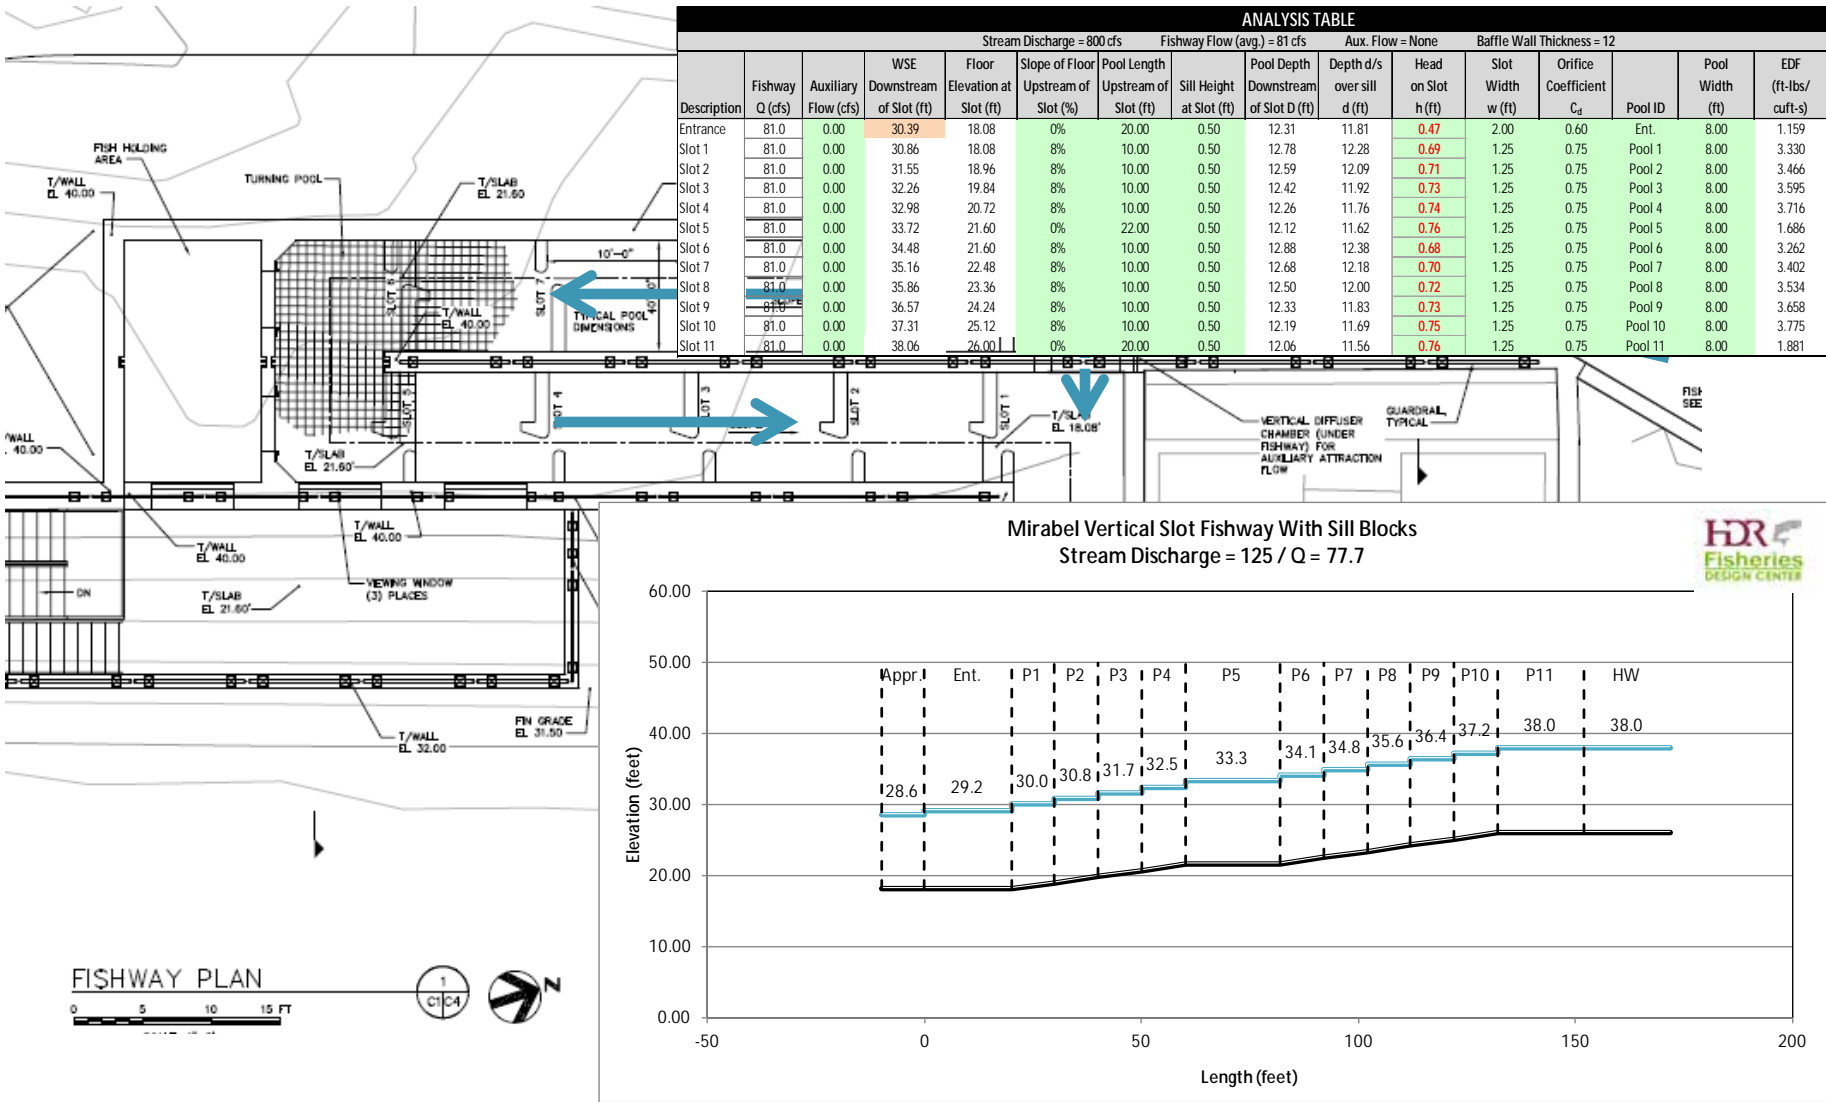 ANALYSIS TABLE
Stream Discharge = 800 cfs Fishway Flow (avg.) = 81 cfs Aux. Flow = None Baffle Wall Thickness = 12
Description Fishway Q (cfs) Auxiliary Flow (cfs) WSE Downstream of Slot (ft) Floor Elevation at Slot (ft) Slope of Floor Upstream of Slot (%) Pool Length Upstream of Slot (ft) Sill Height at Slot (ft) Pool Depth Downstream of Slot D (ft) Depth d/s over sill d (ft) Head on Slot h (ft) Slot Width w (ft) Orifice Coefficient Cd Pool ID Pool Width (ft) EDF (ft-lbs/cuft-s)
Entrance 81.0 0.00 30.39 18.08 0% 20.00 0.50 12.31 11.81 0.47 2.00 0.60 Ent. 8.00 1.159
Slot 1 81.0 0.00 30.86 18.08 8% 10.00 0.50 12.78 12.28 0.69 1.25 0.75 Pool 1 8.00 3.330
Slot 2 81.0 0.00 31.55 18.96 8% 10.00 0.50 12.59 12.09 0.71 1.25 0.75 Pool 2 8.00 3.466
Slot 3 81.0 0.00 32.26 19.84 8% 10.00 0.50 12.42 11.92 0.73 1.25 0.75 Pool 3 8.00 3.595
Slot 4 81.0 0.00 32.98 20.72 8% 10.00 0.50 12.26 11.76 0.74 1.25 0.75 Pool 4 8.00 3.716
Slot 5 81.0 0.00 33.72 21.60 0% 22.00 0.50 12.12 11.62 0.76 1.25 0.75 Pool 5 8.00 1.686
Slot 6 81.0 0.00 34.48 21.60 8% 10.00 0.50 12.88 12.38 0.68 1.25 0.75 Pool 6 8.00 3.262
Slot 7 81.0 0.00 35.16 22.48 8% 10.00 0.50 12.68 12.18 0.70 1.25 0.75 Pool 7 8.00 3.402
Slot 8 81.0 0.00 35.86 23.36 8% 10.00 0.50 12.50 12.00 0.72 1.25 0.75 Pool 8 8.00 3.534
Slot 9 81.0 0.00 36.57 24.24 8% 10.00 0.50 12.33 11.83 0.73 1.25 0.75 Pool 9 8.00 3.658
Slot 10 81.0 0.00 37.31 25.12 8% 10.00 0.50 12.19 11.69 0.75 1.25 0.75 Pool 10 8.00 3.775
Slot 11 81.0 0.00 38.06 26.00 0% 20.00 0.50 12.06 11.56 0.76 1.25 0.75 Pool 11 8.00 1.881
FISH HOLDING
AREA
T/WALL
EL 40.00
TURNING POOL
T/SLAB
EL 21.60
10'-0"
SLOT 6
SLOT 7
T/WALL
EL 40.00
TYPICAL POOL
DIMENSIONS
SLOT 5
SLOT 4
SLOT 3
SLOT 2
SLOT 1
T/SLAB
EL 18.08'
VERTICAL DIFFUSER
CHAMBER (UNDER
FISHWAY) FOR
AUXILIARY ATTRACTION
FLOW
GUARDRAIL,
TYPICAL
FISH
SEE
T/WALL
40.00
T/SLAB
EL 21.60'
T/WALL
EL 40.00
T/WALL
EL 40.00
DN
T/SLAB
EL 21.60'
VIEWING WINDOW
(3) PLACES
FIN GRADE
EL 31.50
T/WALL
EL 32.00
FISHWAY PLAN
0 5 10 15 FT
1
C1 C4
N
Mirabel Vertical Slot Fishway With Sill Blocks
Stream Discharge = 125 / Q = 77.7
HDR
Fisheries
DESIGN CENTER
Elevation (feet)
60.00
50.00
40.00
30.00
20.00
10.00
0.00
Appr. Ent. P1 P2 P3 P4 P5 P6 P7 P8 P9 P10 P11 HW
28.6 29.2 30.0 30.8 31.7 32.5 33.3 34.1 34.8 35.6 36.4 37.2 38.0 38.0
-50 0 50 100 150 200
Length (feet)